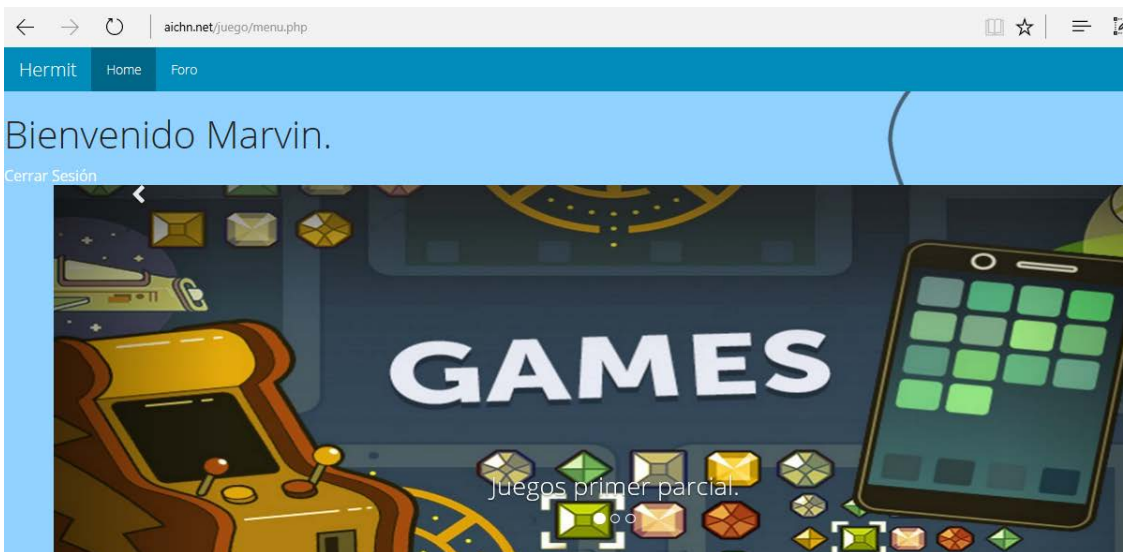 aichn.net/juego/menu.php
Hermit Home Foro
Bienvenido Marvin.
Cerrar Sesión
GAMES
Juegos primer parcial.